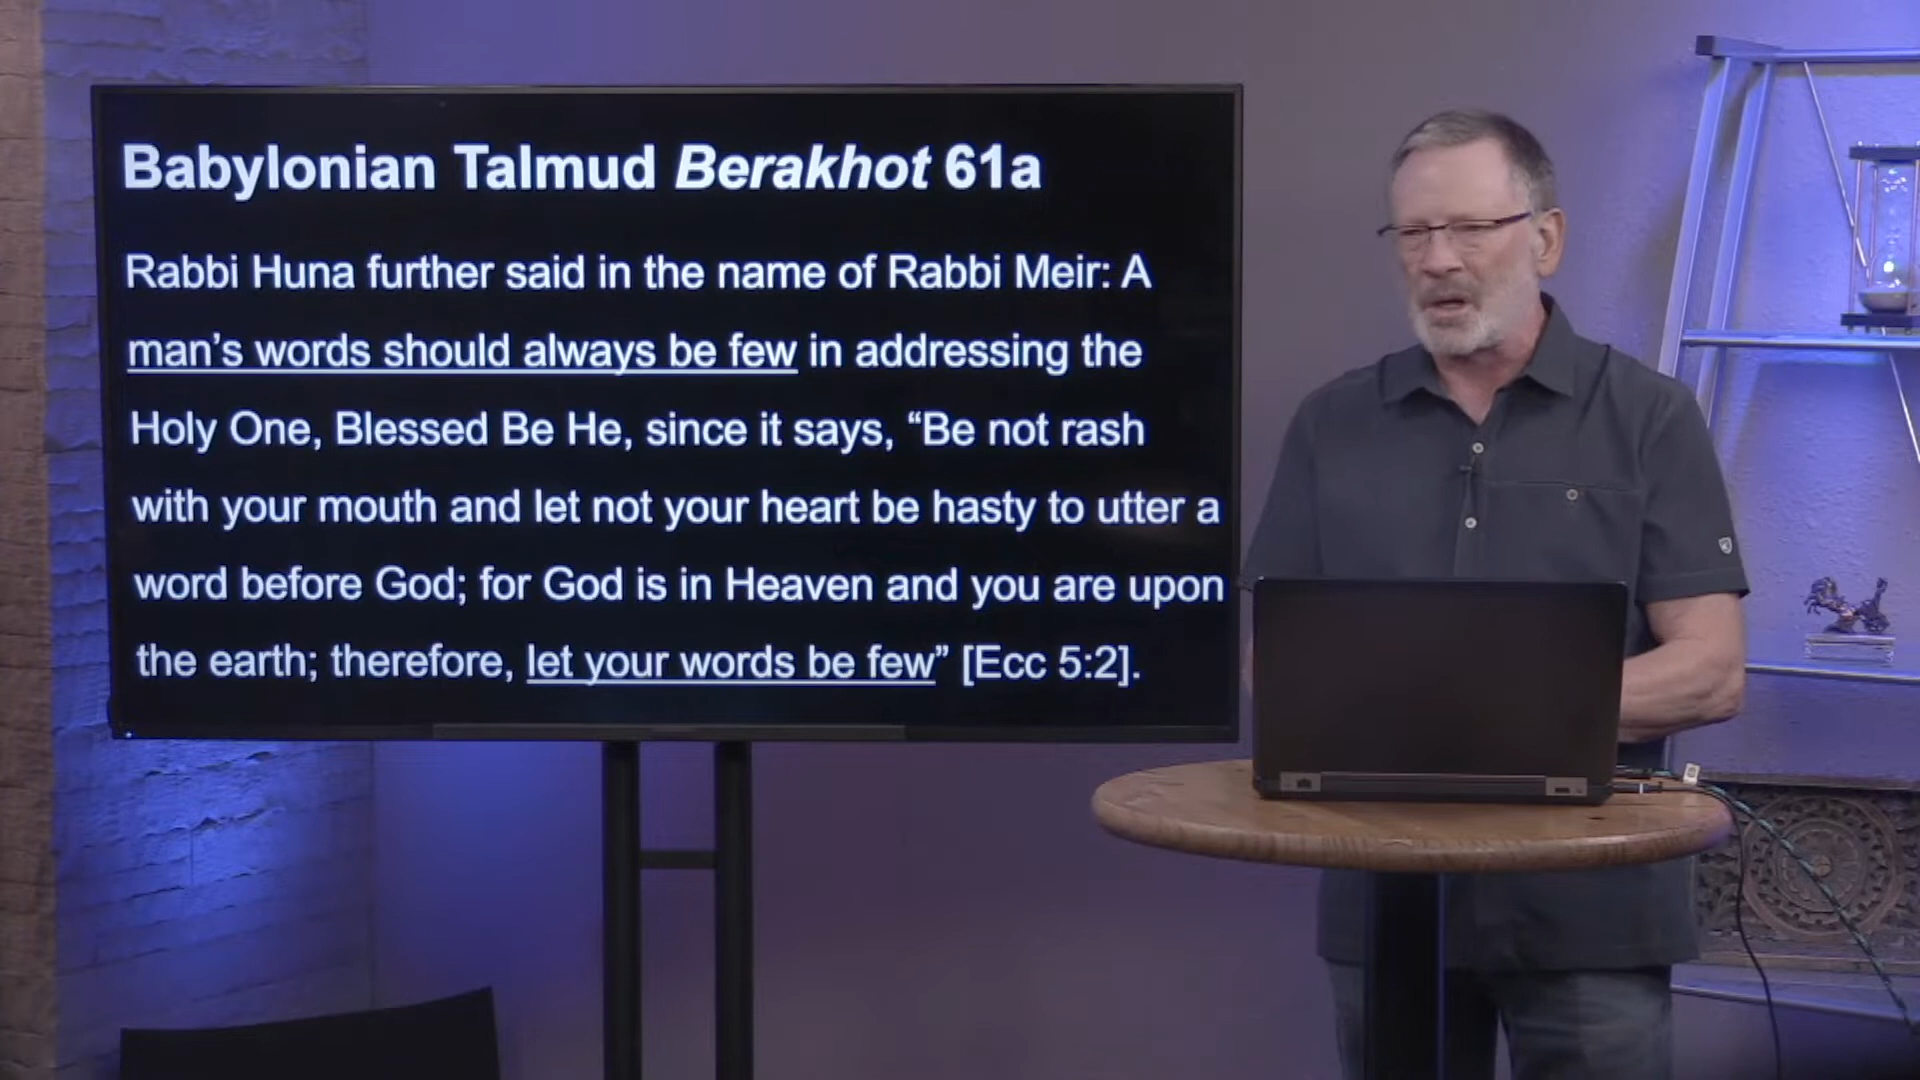 Babylonian Talmud Berakhot 61a
Rabbi Huna further said in the name of Rabbi Meir: A
man’s words should always be few in addressing the
Holy One, Blessed Be He, since it says, “Be not rash
with your mouth and let not your heart be hasty to utter a
word before God; for God is in Heaven and you are upon
the earth; therefore, let your words be few” [Ecc 5:2].